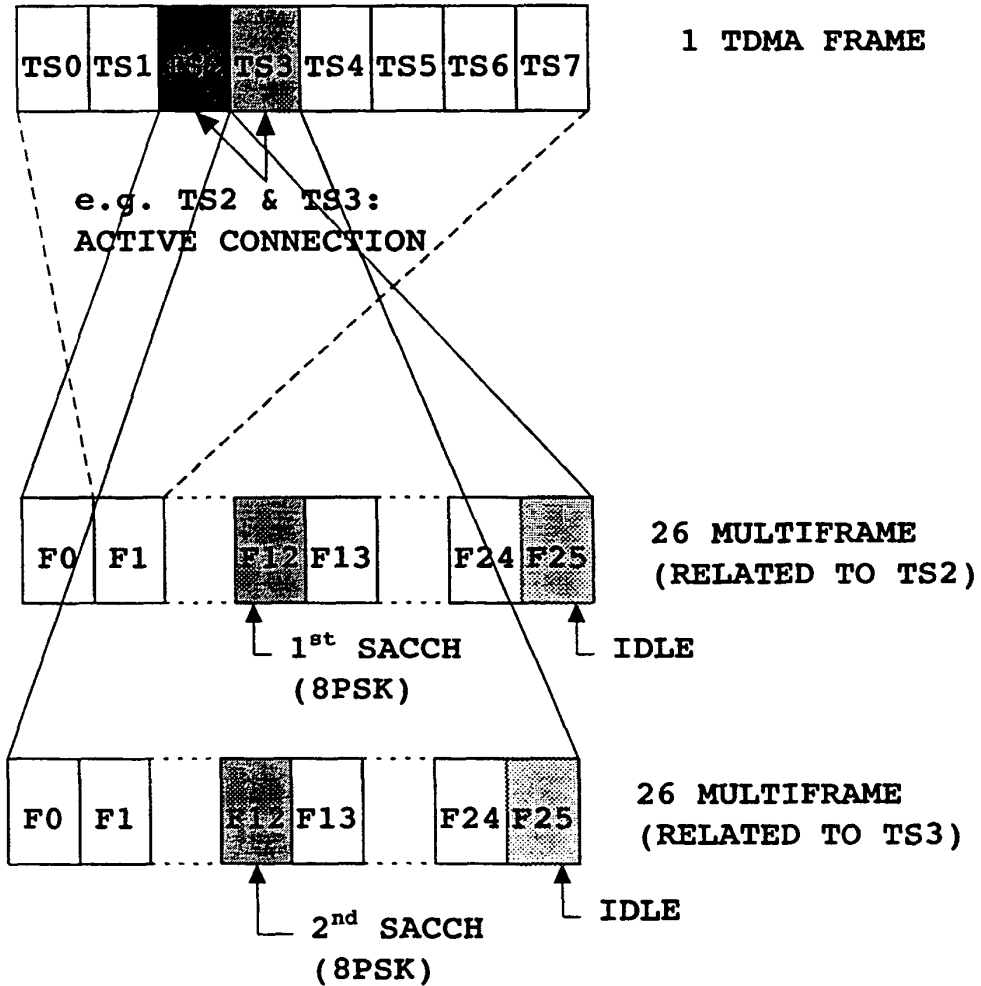 1 TDMA FRAME
TS0 TS1 TS2 TS3 TS4 TS5 TS6 TS7
e.g. TS2 & TS3:
ACTIVE CONNECTION
F0 F1 F12 F13 F24 F25
26 MULTIFRAME
(RELATED TO TS2)
1st SACCH
(8PSK)
IDLE
F0 F1 F12 F13 F24 F25
26 MULTIFRAME
(RELATED TO TS3)
2nd SACCH
(8PSK)
IDLE